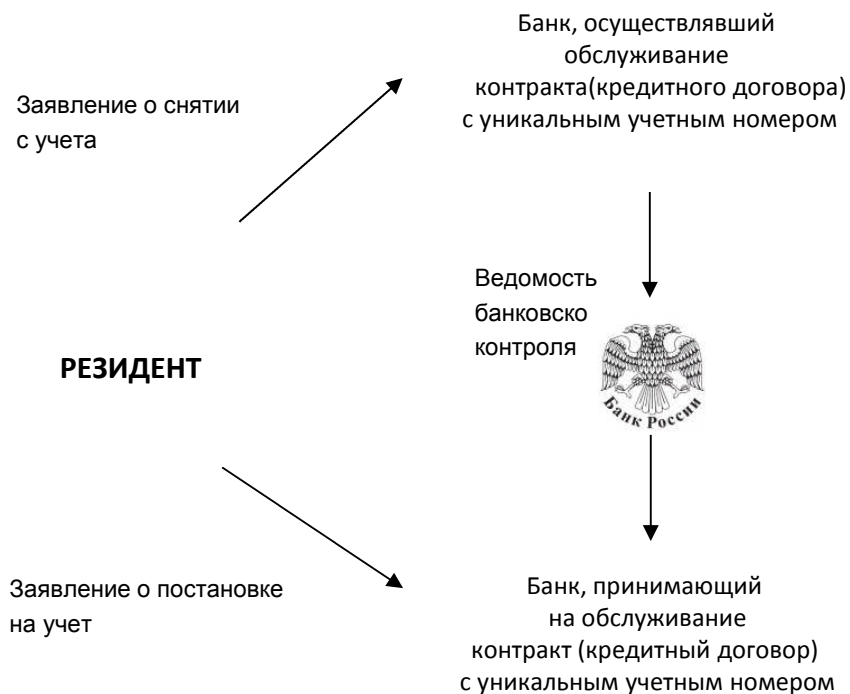 Банк, осуществлявший
обслуживание
контракта(кредитного договора)
с уникальным учетным номером
Заявление о снятии
с учета
Ведомость
банковско
контроля
РЕЗИДЕНТ
Банк России
Заявление о постановке
на учет
Банк, принимающий
на обслуживание
контракт (кредитный договор)
с уникальным учетным номером